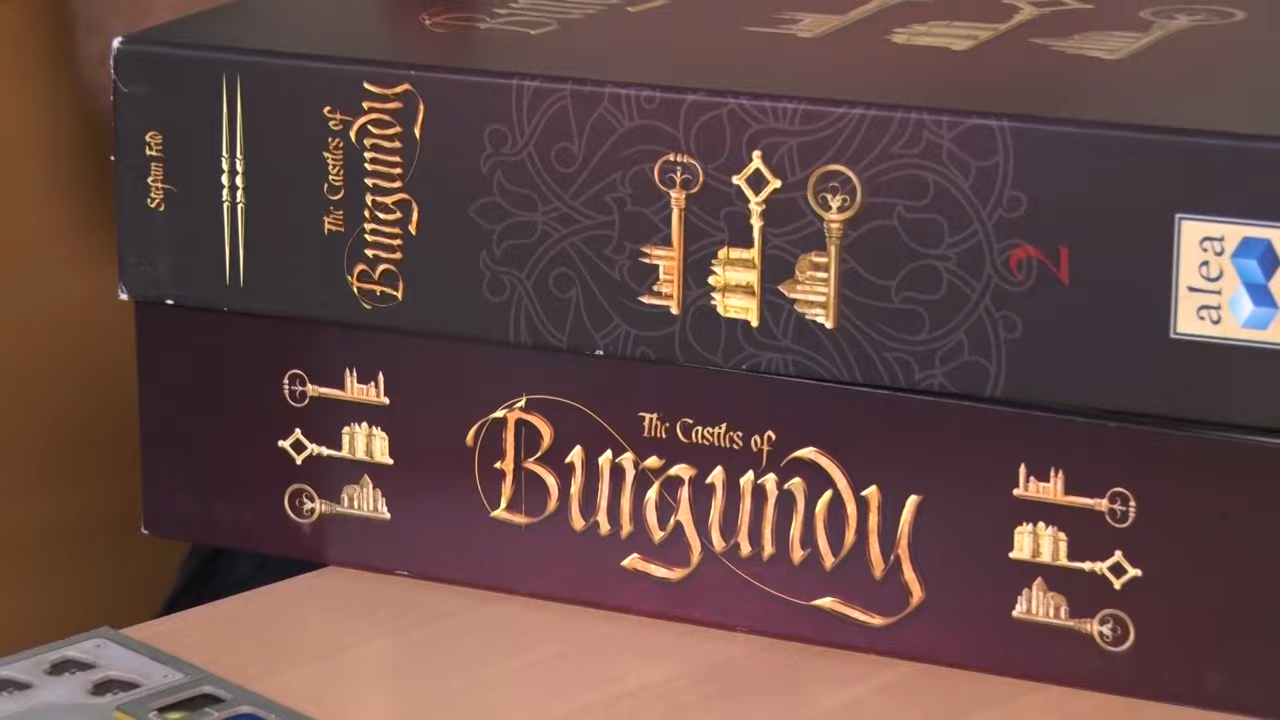 Stefan Feld
The Castles of
Burgundy
2
alea
The Castles of
Burgundy